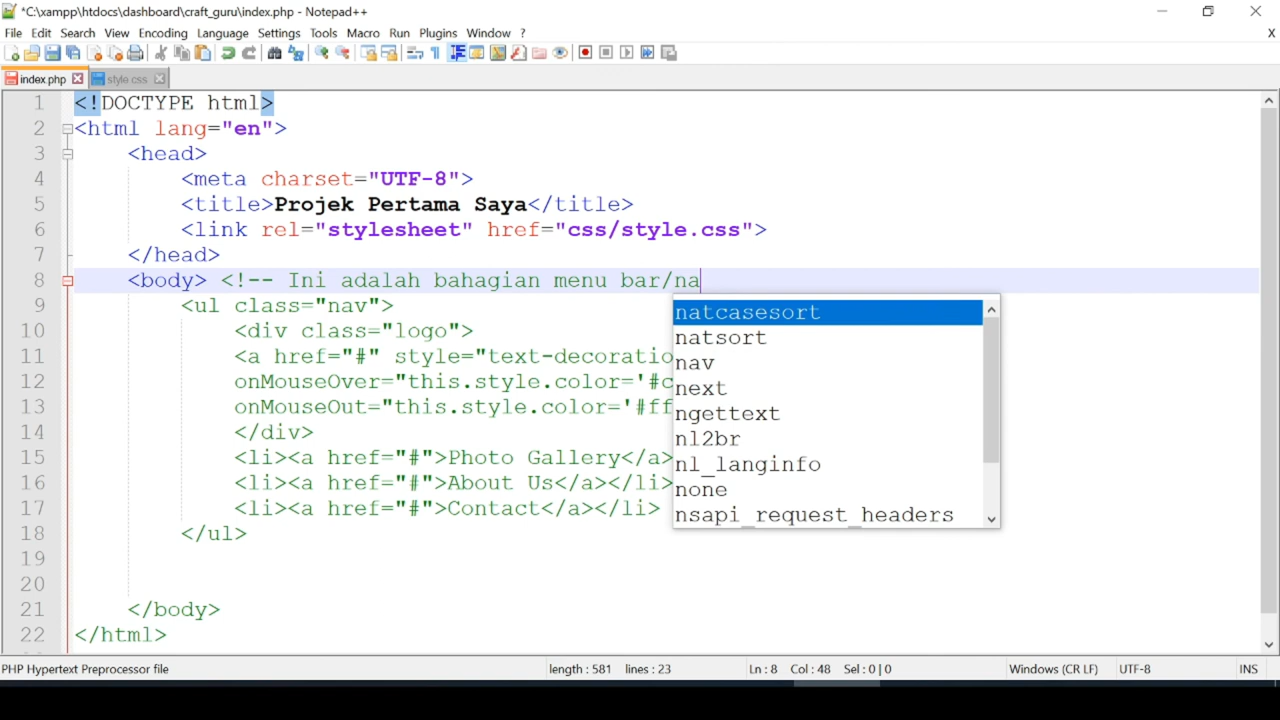 *C:\xampp\htdocs\dashboard\craft_guru\index.php - Notepad++
File Edit Search View Encoding Language Settings Tools Macro Run Plugins Window ? X
index.php style css
1 <!DOCTYPE html>
2 <html lang="en">
3 <head>
4 <meta charset="UTF-8">
5 <title>Projek Pertama Saya</title>
6 <link rel="stylesheet" href="css/style.css">
7 </head>
8 <body> <!-- Ini adalah bahagian menu bar/na
9 <ul class="nav">
10 <div class="logo">
11 <a href="#" style="text-decoratio
12 onMouseOver="this.style.color='#c
13 onMouseOut="this.style.color='#ff
14 </div>
15 <li><a href="#">Photo Gallery</a>
16 <li><a href="#">About Us</a></li>
17 <li><a href="#">Contact</a></li>
18 </ul>
19
20
21 </body>
22 </html>
natcasesort
natsort
nav
next
ngettext
nl2br
nl_langinfo
none
nsapi_request_headers
PHP Hypertext Preprocessor file length : 581 lines : 23 Ln : 8 Col : 48 Sel : 0 | 0 Windows (CR LF) UTF-8 INS